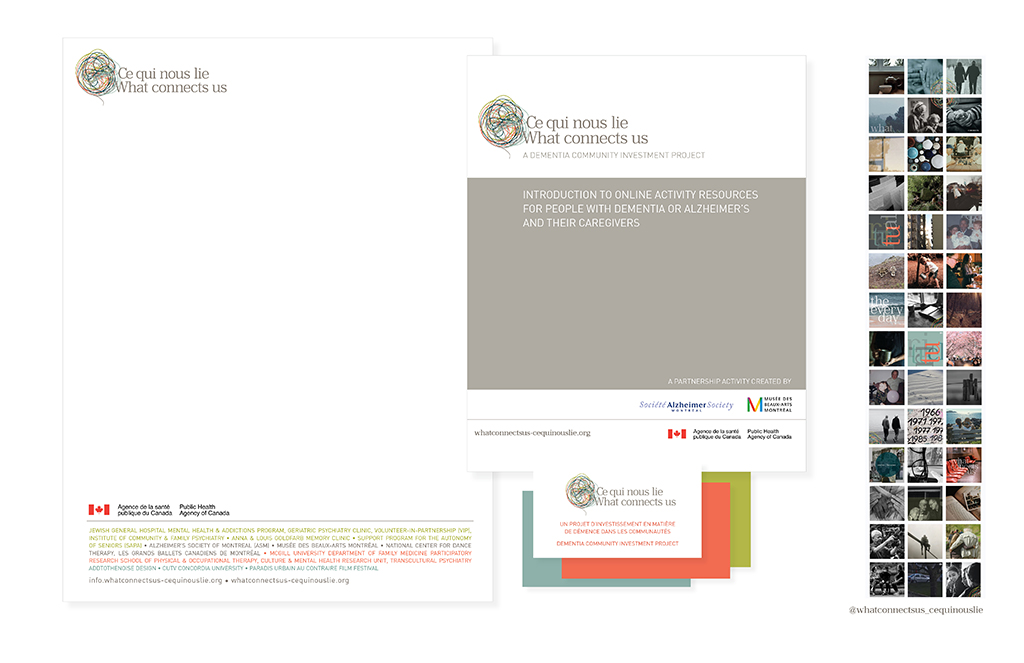 Ce qui nous lie
What connects us
Agence de la santé
publique du Canada
Public Health
Agency of Canada
JEWISH GENERAL HOSPITAL MENTAL HEALTH & ADDICTIONS PROGRAM, GERIATRIC PSYCHIATRY CLINIC, VOLUNTEER-IN-PARTNERSHIP (VIP),
INSTITUTE OF COMMUNITY & FAMILY PSYCHIATRY • ANNA & LOUIS GOLDFARB MEMORY CLINIC • SUPPORT PROGRAM FOR THE AUTONOMY
OF SENIORS (SAPA) • ALZHEIMER'S SOCIETY OF MONTREAL (ASM) • MUSÉE DES BEAUX-ARTS MONTRÉAL • NATIONAL CENTER FOR DANCE
THERAPY, LES GRANDS BALLETS CANADIENS DE MONTRÉAL • MCGILL UNIVERSITY DEPARTMENT OF FAMILY MEDICINE PARTICIPATORY
RESEARCH SCHOOL OF PHYSICAL & OCCUPATIONAL THERAPY, CULTURE & MENTAL HEALTH RESEARCH UNIT, TRANSCULTURAL PSYCHIATRY
ADDTOTHENOISE DESIGN • CUTV CONCORDIA UNIVERSITY • PARADIS URBAIN AU CONTRAIRE FILM FESTIVAL
info.whatconnectsus-cequinouslie.org • whatconnectsus-cequinouslie.org
Ce qui nous lie
What connects us
A DEMENTIA COMMUNITY INVESTMENT PROJECT
INTRODUCTION TO ONLINE ACTIVITY RESOURCES
FOR PEOPLE WITH DEMENTIA OR ALZHEIMER'S
AND THEIR CAREGIVERS
A PARTNERSHIP ACTIVITY CREATED BY
Société Alzheimer Society
MONTRÉAL
M MUSÉE DES
BEAUX-ARTS
MONTRÉAL
whatconnectsus-cequinouslie.org
Agence de la santé
publique du Canada
Public Health
Agency of Canada
Ce qui nous lie
What connects us
UN PROJET D'INVESTISSEMENT EN MATIÈRE
DE DÉMENCE DANS LES COMMUNAUTÉS
DEMENTIA COMMUNITY INVESTMENT PROJECT
what
the
every
day
1966
1971 197
1977 197
1985 198
@whatconnectsus_cequinouslie